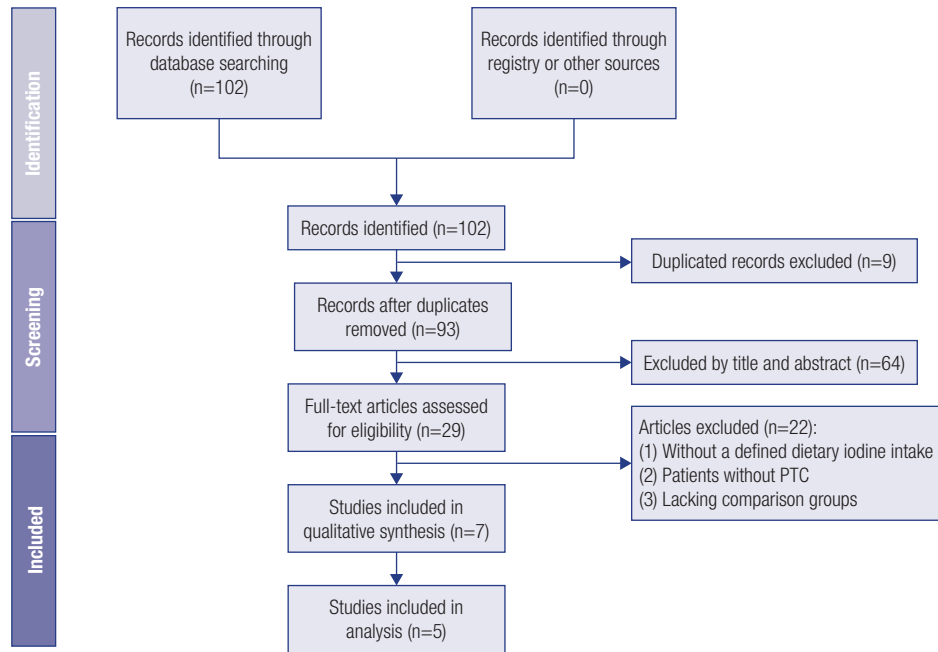 Identification
Records identified through
database searching
(n=102)
Records identified through
registry or other sources
(n=0)
Records identified (n=102)
Screening
Duplicated records excluded (n=9)
Records after duplicates
removed (n=93)
Excluded by title and abstract (n=64)
Full-text articles assessed
for eligibility (n=29)
Included
Articles excluded (n=22):
(1) Without a defined dietary iodine intake
(2) Patients without PTC
(3) Lacking comparison groups
Studies included in
qualitative synthesis (n=7)
Studies included in
analysis (n=5)